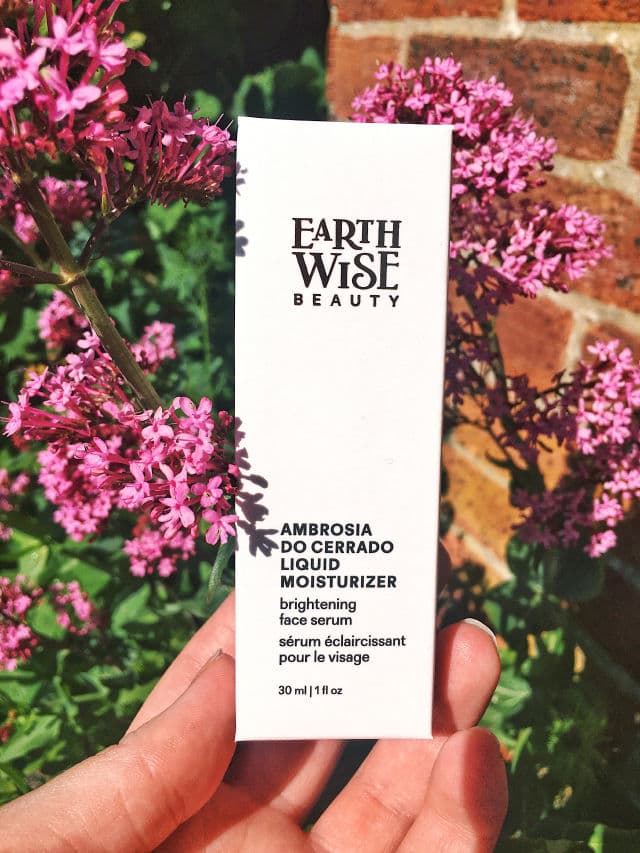 EARTH
WISE
BEAUTY
AMBROSIA
DO CERRADO
LIQUID
MOISTURIZER
brightening
face serum
sérum éclaircissant
pour le visage
30 ml | 1 fl oz